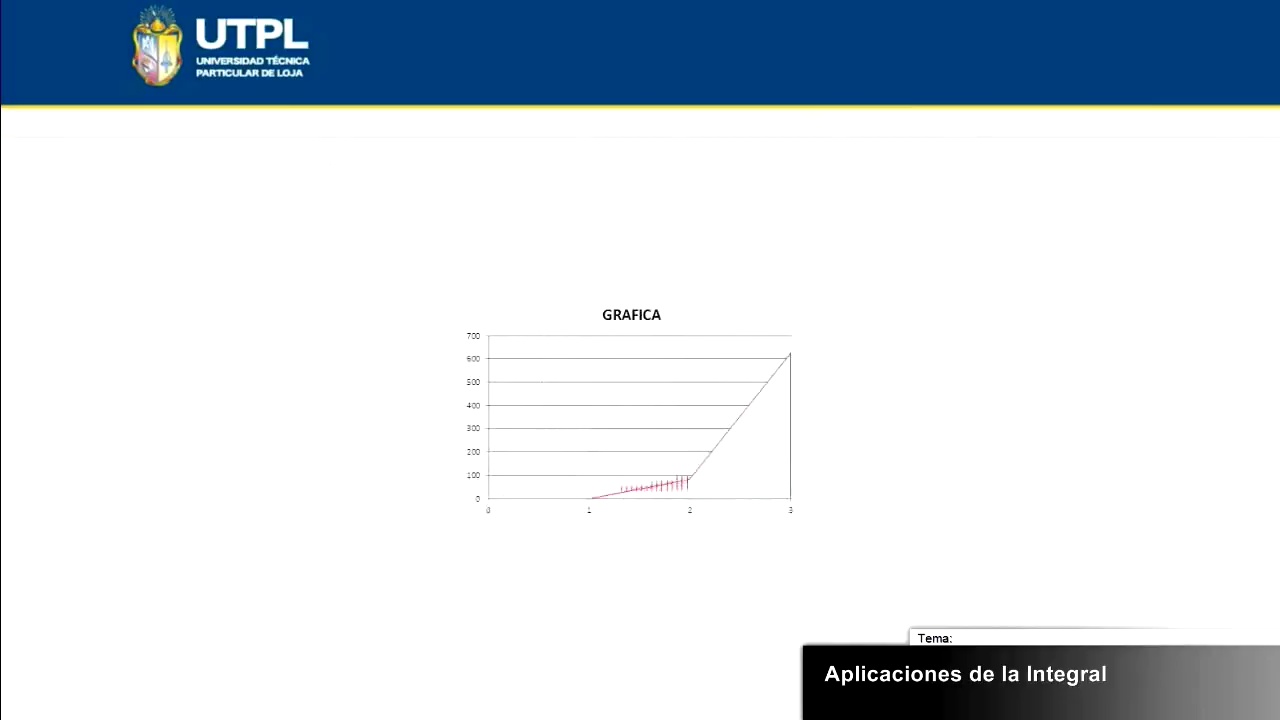 UTPL
UNIVERSIDAD TÉCNICA
PARTICULAR DE LOJA
GRAFICA
700
600
500
400
300
200
100
0
0 1 2 3
Tema:
Aplicaciones de la Integral